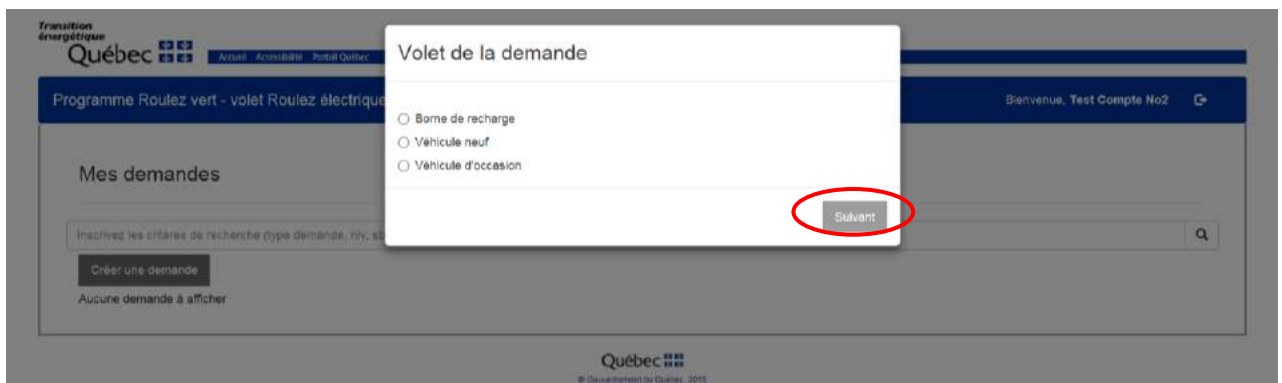 Transition
énergétique
Québec
Accueil Accessibilité Portail Québec
Programme Roulez vert - volet Roulez électrique
Bienvenue, Test Compte No2
Volet de la demande
Borne de recharge
Véhicule neuf
Véhicule d'occasion
Suivant
Mes demandes
Inscrivez les critères de recherche (type demande, niv, st
Créer une demande
Aucune demande à afficher
Québec
© Gouvernement du Québec, 2015